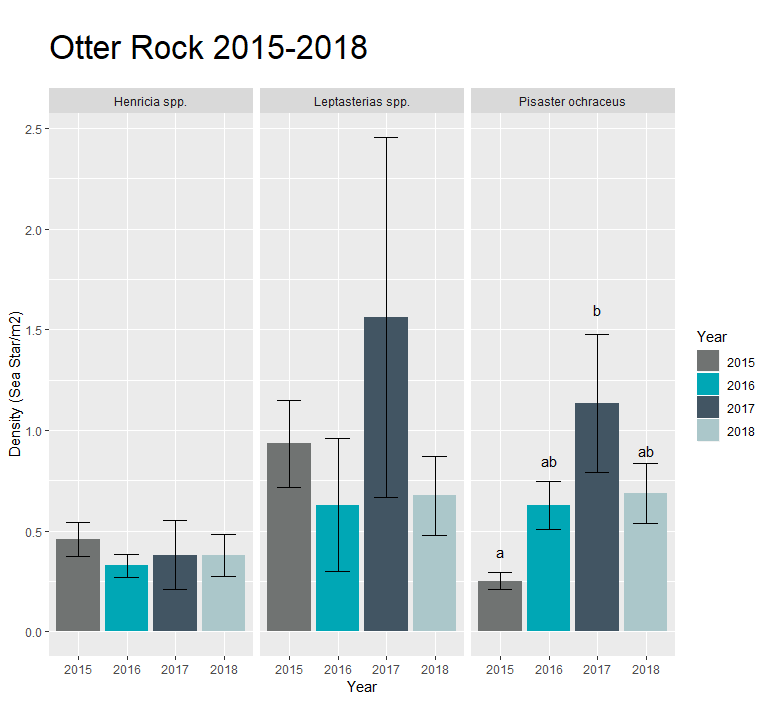 Otter Rock 2015-2018
Henricia spp. Leptasterias spp. Pisaster ochraceus
2.5
2.0
1.5
1.0
0.5
0.0
Density (Sea Star/m2)
a
ab
b
ab
2015 2016 2017 2018 2015 2016 2017 2018 2015 2016 2017 2018
Year
Year
2015
2016
2017
2018